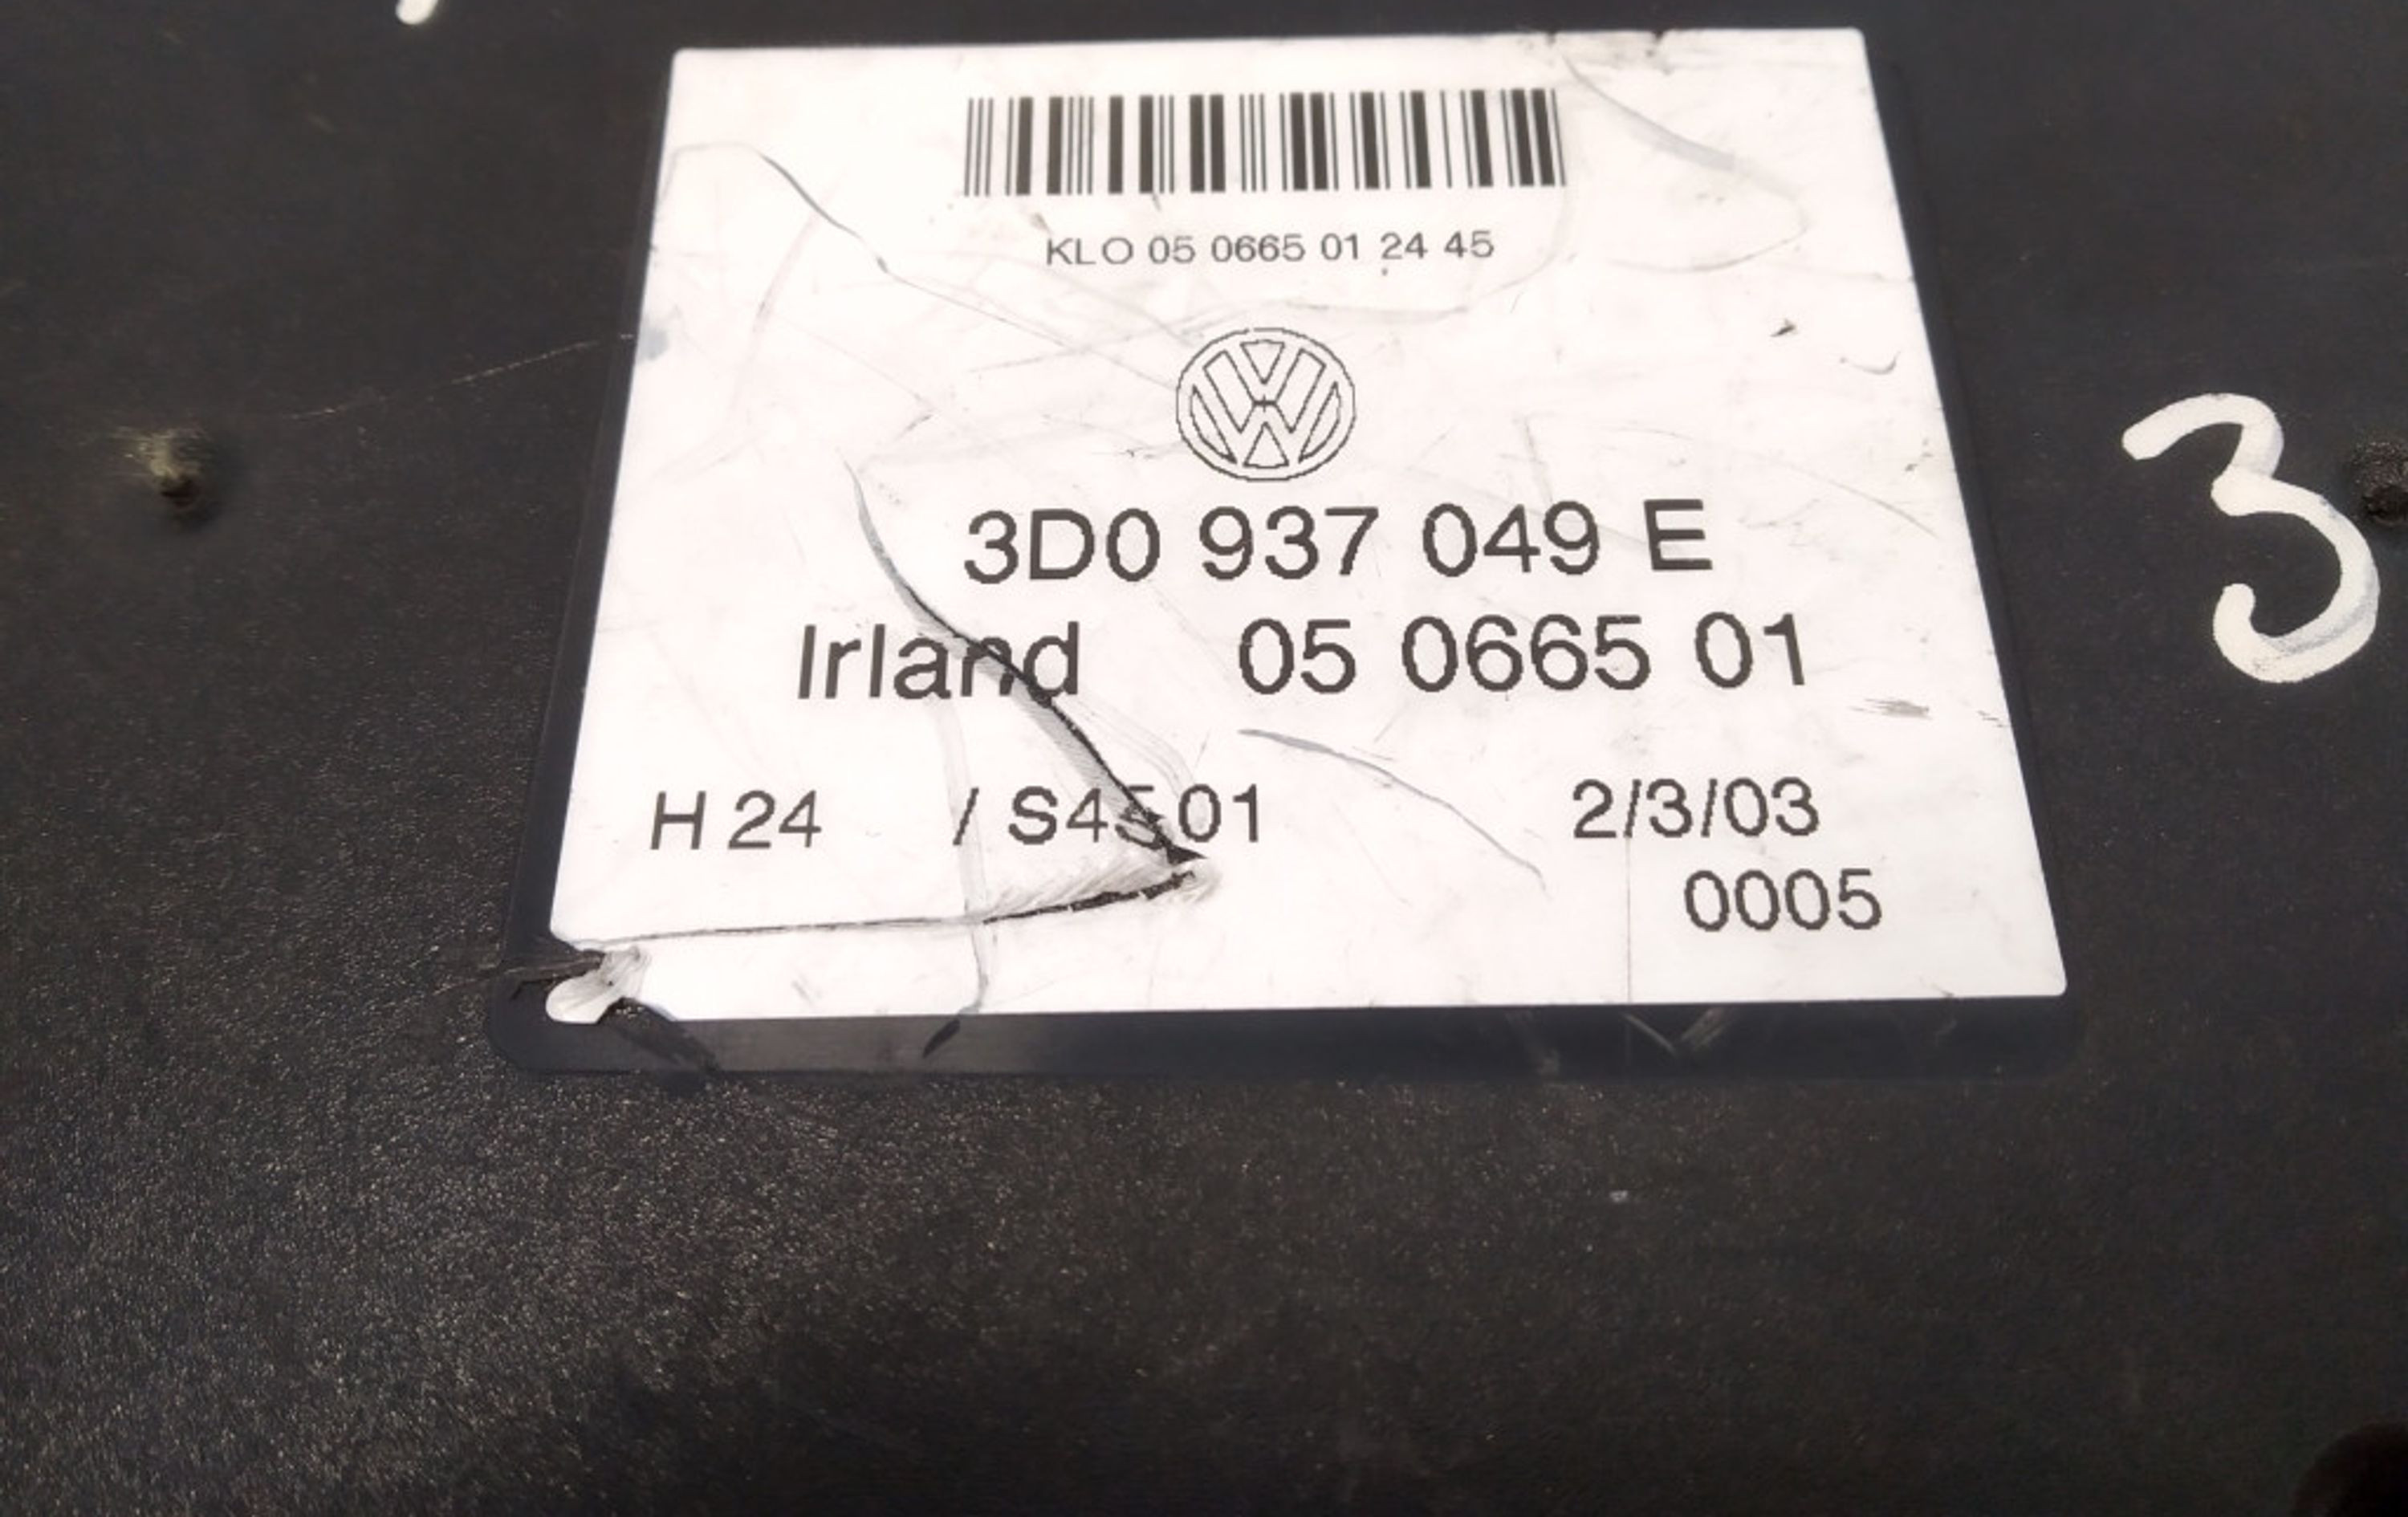 KLO 05 0665 01 24 45
3D0 937 049 E
Irland 05 0665 01
H 24 / S4501
2/3/03
0005
3